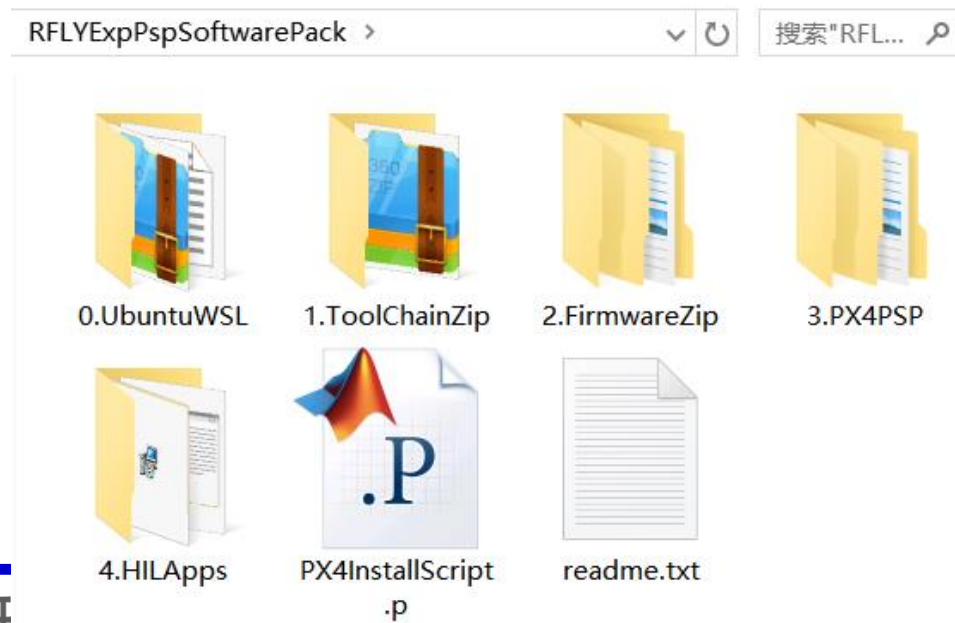 RFLYExpPspSoftwarePack >
搜索"RFL...
0.UbuntuWSL
1.ToolChainZip
2.FirmwareZip
3.PX4PSP
.P
4.HILApps
PX4InstallScript
.p
readme.txt